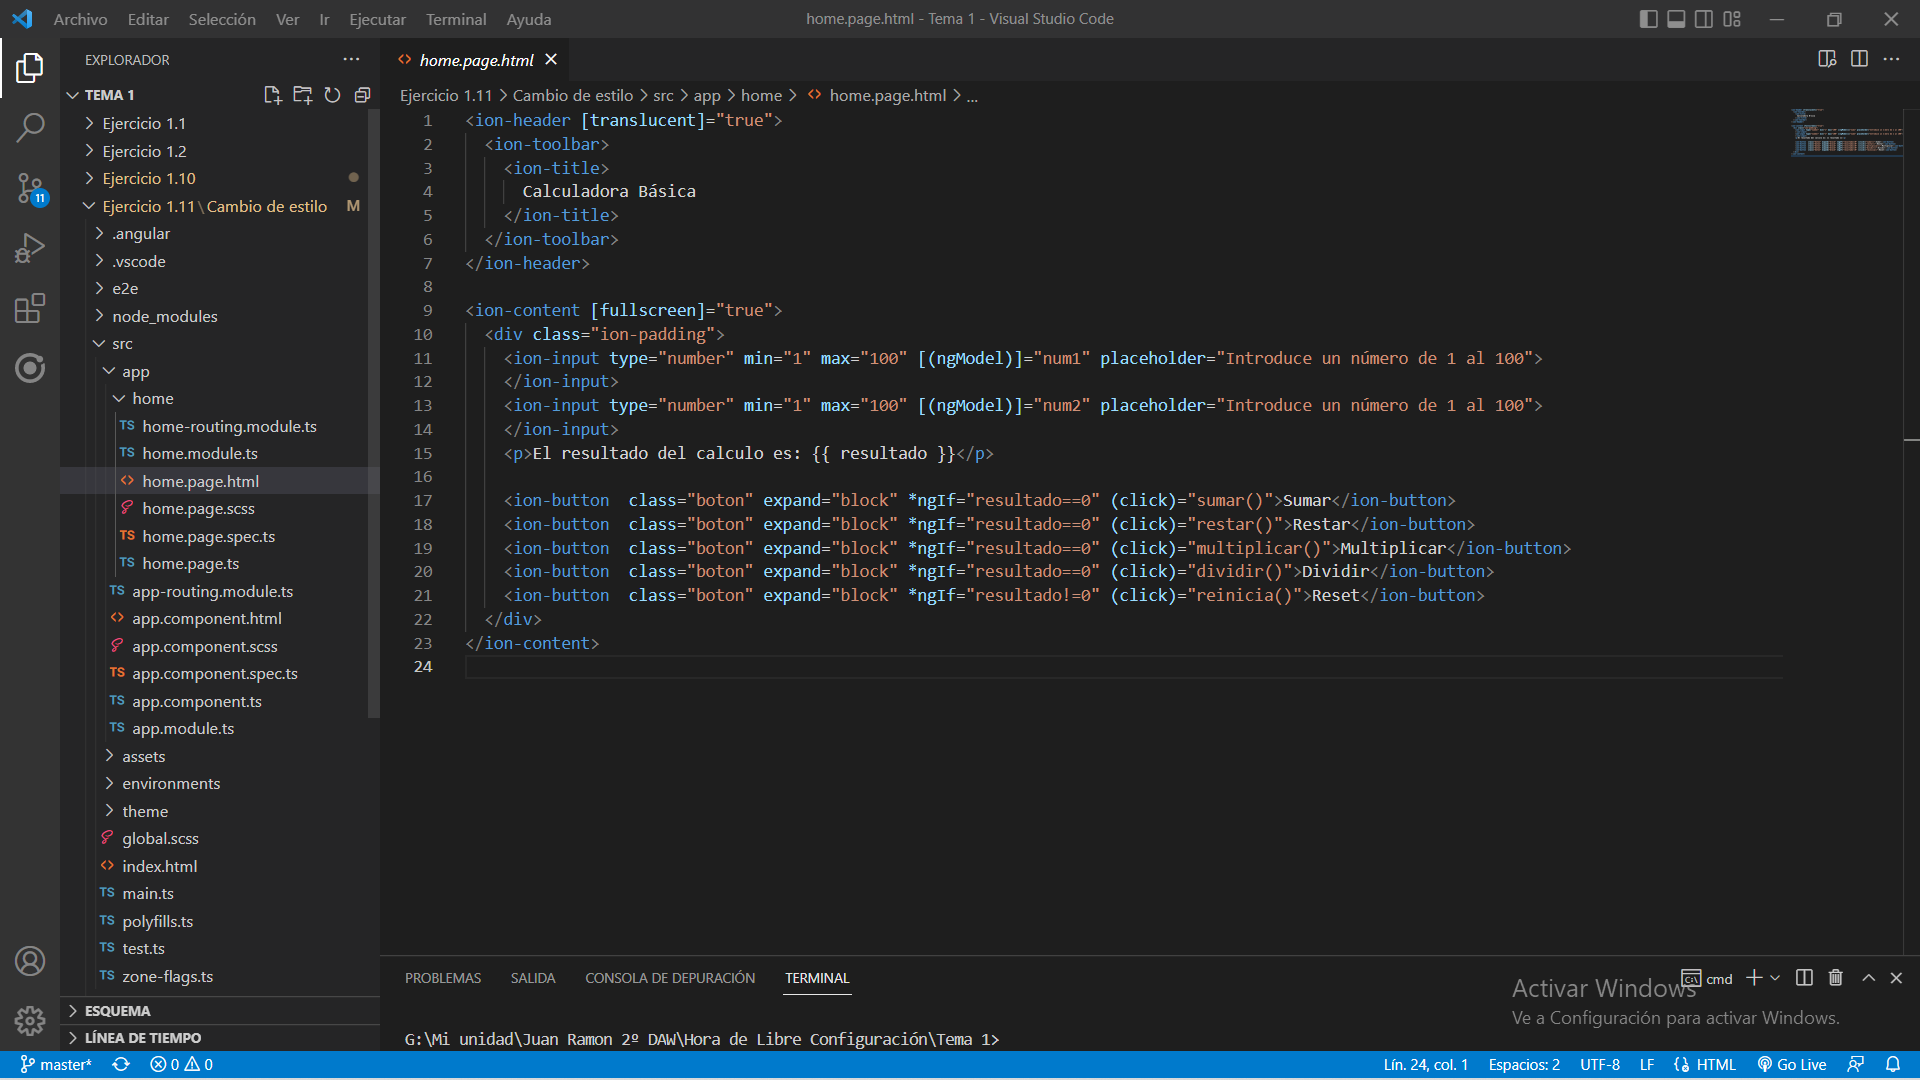 Archivo Editar Selección Ver Ir Ejecutar Terminal Ayuda
home.page.html - Tema 1 - Visual Studio Code
EXPLORADOR
TEMA 1
Ejercicio 1.1
Ejercicio 1.2
Ejercicio 1.10
Ejercicio 1.11\Cambio de estilo M
.angular
.vscode
e2e
node_modules
src
app
home
TS home-routing.module.ts
TS home.module.ts
<> home.page.html
home.page.scss
TS home.page.spec.ts
TS home.page.ts
TS app-routing.module.ts
<> app.component.html
app.component.scss
TS app.component.spec.ts
TS app.component.ts
TS app.module.ts
assets
environments
theme
global.scss
<> index.html
TS main.ts
TS polyfills.ts
TS test.ts
TS zone-flags.ts
ESQUEMA
LÍNEA DE TIEMPO
11
<> home.page.html
Ejercicio 1.11 > Cambio de estilo > src > app > home > <> home.page.html > ...
1 <ion-header [translucent]="true">
2 <ion-toolbar>
3 <ion-title>
4 Calculadora Básica
5 </ion-title>
6 </ion-toolbar>
7 </ion-header>
8
9 <ion-content [fullscreen]="true">
10 <div class="ion-padding">
11 <ion-input type="number" min="1" max="100" [(ngModel)]="num1" placeholder="Introduce un número de 1 al 100">
12 </ion-input>
13 <ion-input type="number" min="1" max="100" [(ngModel)]="num2" placeholder="Introduce un número de 1 al 100">
14 </ion-input>
15 <p>El resultado del calculo es: {{ resultado }}</p>
16
17 <ion-button  class="boton" expand="block" *ngIf="resultado==0" (click)="sumar()">Sumar</ion-button>
18 <ion-button  class="boton" expand="block" *ngIf="resultado==0" (click)="restar()">Restar</ion-button>
19 <ion-button  class="boton" expand="block" *ngIf="resultado==0" (click)="multiplicar()">Multiplicar</ion-button>
20 <ion-button  class="boton" expand="block" *ngIf="resultado==0" (click)="dividir()">Dividir</ion-button>
21 <ion-button  class="boton" expand="block" *ngIf="resultado!=0" (click)="reinicia()">Reset</ion-button>
22 </div>
23 </ion-content>
24
PROBLEMAS SALIDA CONSOLA DE DEPURACIÓN TERMINAL
cmd
G:\Mi unidad\Juan Ramon 2º DAW\Hora de Libre Configuración\Tema 1>
Activar Windows
Ve a Configuración para activar Windows.
master* 0 0
Lín. 24, col. 1 Espacios: 2 UTF-8 LF HTML Go Live